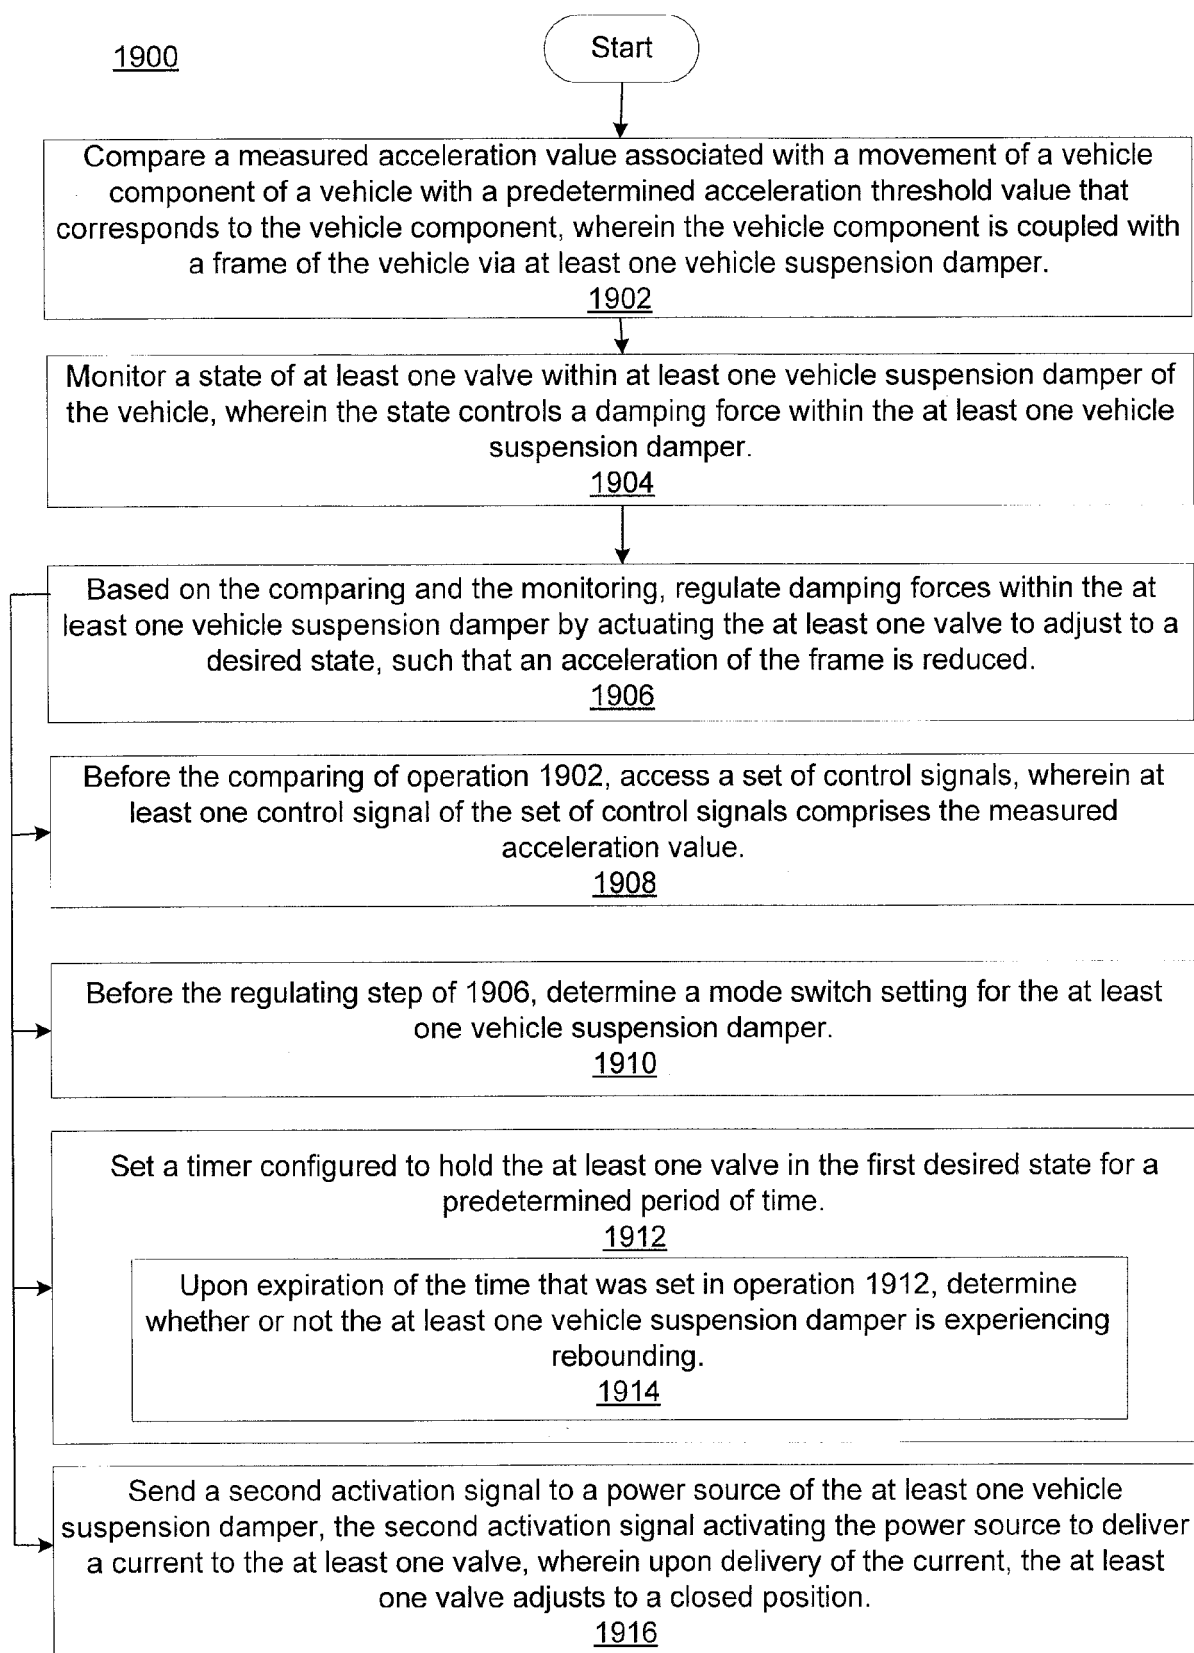 1900
Start
Compare a measured acceleration value associated with a movement of a vehicle
component of a vehicle with a predetermined acceleration threshold value that
corresponds to the vehicle component, wherein the vehicle component is coupled with
a frame of the vehicle via at least one vehicle suspension damper.
1902
Monitor a state of at least one valve within at least one vehicle suspension damper of
the vehicle, wherein the state controls a damping force within the at least one vehicle
suspension damper.
1904
Based on the comparing and the monitoring, regulate damping forces within the at
least one vehicle suspension damper by actuating the at least one valve to adjust to a
desired state, such that an acceleration of the frame is reduced.
1906
Before the comparing of operation 1902, access a set of control signals, wherein at
least one control signal of the set of control signals comprises the measured
acceleration value.
1908
Before the regulating step of 1906, determine a mode switch setting for the at least
one vehicle suspension damper.
1910
Set a timer configured to hold the at least one valve in the first desired state for a
predetermined period of time.
1912
Upon expiration of the time that was set in operation 1912, determine
whether or not the at least one vehicle suspension damper is experiencing
rebounding.
1914
Send a second activation signal to a power source of the at least one vehicle
suspension damper, the second activation signal activating the power source to deliver
a current to the at least one valve, wherein upon delivery of the current, the at least
one valve adjusts to a closed position.
1916